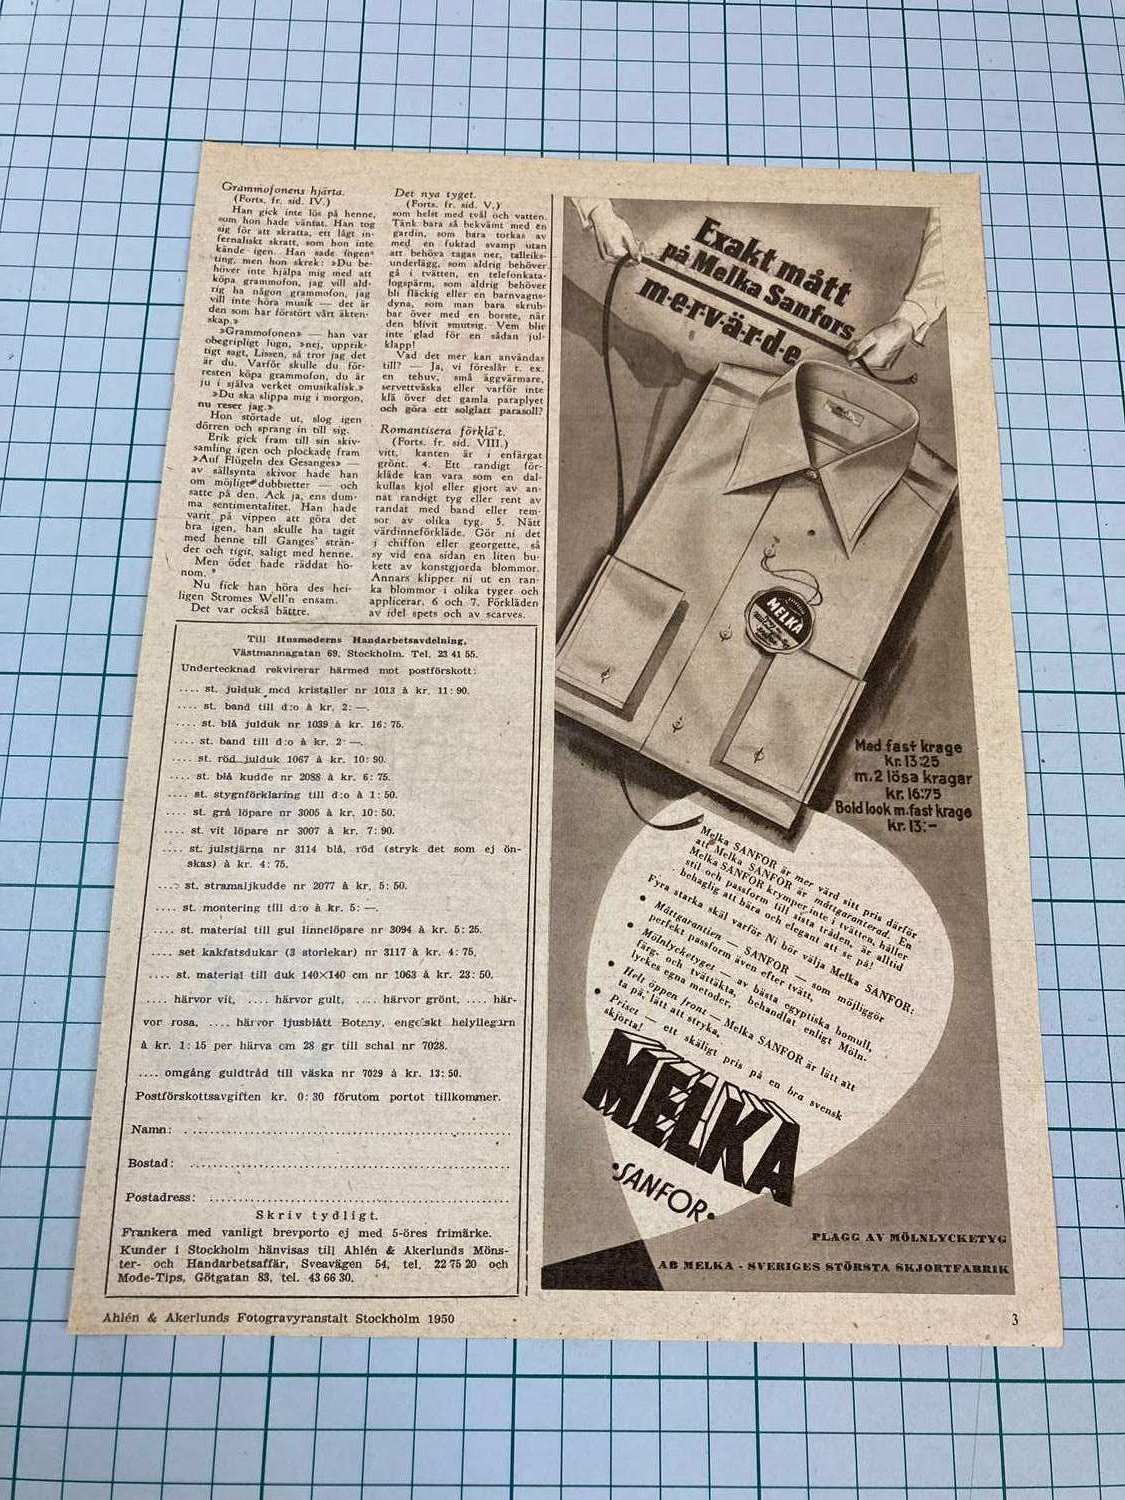 Grammofonens hjärta.
(Forts. fr. sid. IV.)
Han gick inte lös på henne,
som hon hade väntat. Han tog
sig för att skratta, ett lågt in-
fernaliskt skratt, som hon inte
kände igen. Han sade ingen-
ting, men hon skrek: »Du be-
höver inte hjälpa mig med att
köpa grammofon, jag vill ald-
rig ha någon grammofon, jag
vill inte höra musik — det är
den som har förstört vårt äkten-
skap.»
»Grammofonen» — han var
obegripligt lugn, »nej, upprik-
tigt sagt, Lissen, så tror jag det
är du. Varför skulle du för-
resten köpa grammofon, du är
ju i själva verket omusikalisk.»
»Du ska slippa mig i morgon,
nu reser jag.»
Hon störtade ut, slog igen
dörren och sprang in till sig.
Erik gick fram till sin skiv-
samling igen och plockade fram
»Auf Flügeln des Gesanges» —
av sällsynta skivor hade han
om möjligt dubbletter — och
satte på den. Ack ja, ens dum-
ma sentimentalitet. Han hade
varit på vippen att göra det
bra igen, han skulle ha tagit
med henne till Ganges' strän-
der och tigit, saligt med henne.
Men ödet hade räddat ho-
nom.
Nu fick han höra des hei-
ligen Stromes Well'n ensam.
Det var också bättre.
Det nya tyget.
(Forts. fr. sid. V.)
som helst med tvål och vatten.
Tänk bara så bekvämt med en
gardin, som bara torkas av
med en fuktad svamp utan
att behöva tagas ner, talleriks-
underlägg, som aldrig behöver
gå i tvätten, en telefonkata-
logspärm, som aldrig behöver
bli fläckig eller en barnvagns-
dyna, som man bara skrub-
bar över med en borste, när
den blivit smutsig. Vem blir
inte glad för en sådan jul-
klapp!
Vad det mer kan användas
till? — Ja, vi föreslår t. ex.
en tehuv, små äggvärmare,
servettväska eller varför inte
klä över det gamla paraplyet
och göra ett solglatt parasoll?
Romantisera förklä't.
(Forts. fr. sid. VIII.)
vitt, kanten är i enfärgat
grönt. 4. Ett randigt för-
kläde kan vara som en dal-
kullas kjol eller gjort av an-
nat randigt tyg eller rent av
randat med band eller rem-
sor av olika tyg. 5. Nätt
värdinneförkläde. Gör ni det
i chiffon eller georgette, så
sy vid ena sidan en liten bu-
kett av konstgjorda blommor.
Annars klipper ni ut en ran-
ka blommor i olika tyger och
applicerar. 6 och 7. Förkläden
av idel spets och av scarves.
Till Husmoderns Handarbetsavdelning,
Västmannagatan 69, Stockholm. Tel. 23 41 55.
Undertecknad rekvirerar härmed mot postförskott:
.... st. julduk med kristaller nr 1013 à kr. 11: 90.
.... st. band till d:o à kr. 2: —.
.... st. blå julduk nr 1039 à kr. 16: 75.
.... st. band till d:o à kr. 2 —.
.... st. röd julduk 1067 à kr. 10: 90.
.... st. blå kudde nr 2088 à kr. 6: 75.
.... st. stygnförklaring till d:o à 1: 50.
.... st. grå löpare nr 3005 à kr. 10: 50.
.... st. vit löpare nr 3007 à kr. 7: 90.
.... st. julstjärna nr 3114 blå, röd (stryk det som ej ön-
skas) à kr. 4: 75.
.... st. stramaljkudde nr 2077 à kr. 5: 50.
.... st. montering till d:o à kr. 5: —.
.... st. material till gul linnelöpare nr 3094 à kr. 5: 25.
.... set kakfatsdukar (3 storlekar) nr 3117 à kr. 4: 75.
.... st. material till duk 140×140 cm nr 1063 à kr. 23: 50.
.... härvor vit, .... härvor gult, .... härvor grönt, .... här-
vor rosa, .... härvor ljusblått Botany, engelskt helyllegarn
à kr. 1: 15 per härva om 28 gr till schal nr 7028.
.... omgång guldtråd till väska nr 7029 à kr. 13: 50.
Postförskottsavgiften kr. 0: 30 förutom portot tillkommer.
Namn: ....................
Bostad: ....................
Postadress: ....................
Skriv tydligt.
Frankera med vanligt brevporto ej med 5-öres frimärke.
Kunder i Stockholm hänvisas till Ahlén & Akerlunds Möns-
ter- och Handarbetsaffär, Sveavägen 54, tel. 22 75 20 och
Mode-Tips, Götgatan 83, tel. 43 66 30.
Ahlén & Akerlunds Fotogravyranstalt Stockholm 1950
Exakt mått
på Melka Sanfors
m-e-r-v-ä-r-d-e
MELKA
Med fast krage
Kr. 13:25
m. 2 lösa kragar
kr. 16:75
Bold look m. fast krage
kr. 13:-
Melka SANFOR är mer värd sitt pris därför
att Melka SANFOR är måttgaranterad. En
Melka SANFOR krymper inte i tvätten, håller
stil och passform till sista tråden, är alltid
behaglig att bära och elegant att se på!
Fyra starka skäl varför Ni bör välja Melka SANFOR:
• Måttgarantien — SANFOR — som möjliggör
perfekt passform även efter tvätt,
• Mölnlycketyget — av bästa egyptiska bomull,
färg- och tvättäkta, behandlat enligt Möln-
lyckes egna metoder,
• Helt öppen front — Melka SANFOR är lätt att
ta på, lätt att stryka,
• Priset — ett skäligt pris på en bra svensk
skjorta!
MELKA
•SANFOR•
PLAGG AV MÖLNLYCKETYG
AB MELKA - SVERIGES STÖRSTA SKJORTFABRIK
3